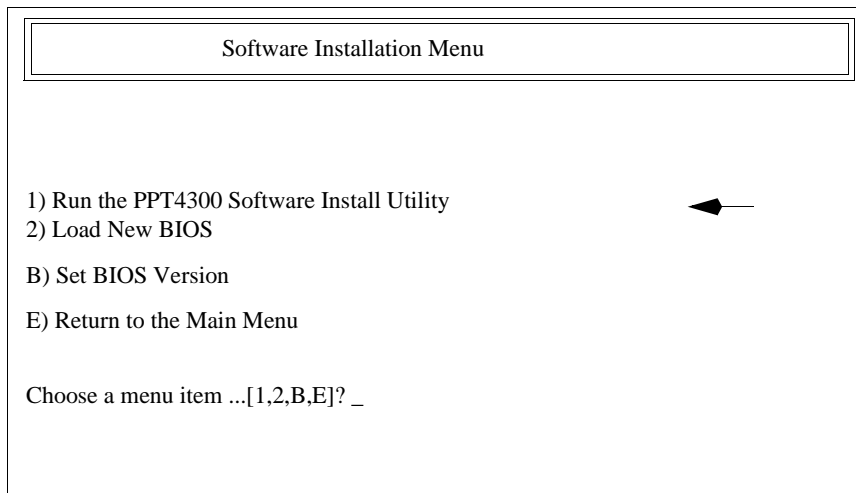 Software Installation Menu
1) Run the PPT4300 Software Install Utility
2) Load New BIOS
B) Set BIOS Version
E) Return to the Main Menu
Choose a menu item ...[1,2,B,E]? _